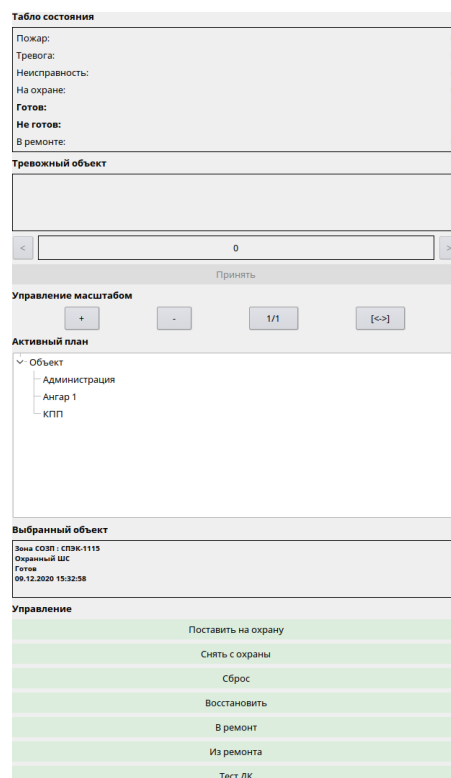 Табло состояния
Пожар:
Тревога:
Неисправность:
На охране:
Готов:
Не готов:
В ремонте:
Тревожный объект
< 0 >
Принять
Управление масштабом
+ - 1/1 [<->]
Активный план
Объект
Администрация
Ангар 1
КПП
Выбранный объект
Зона СОЗП : СПЭК-1115
Охранный ШС
Готов
09.12.2020 15:32:58
Управление
Поставить на охрану
Снять с охраны
Сброс
Восстановить
В ремонт
Из ремонта
Тест ДК